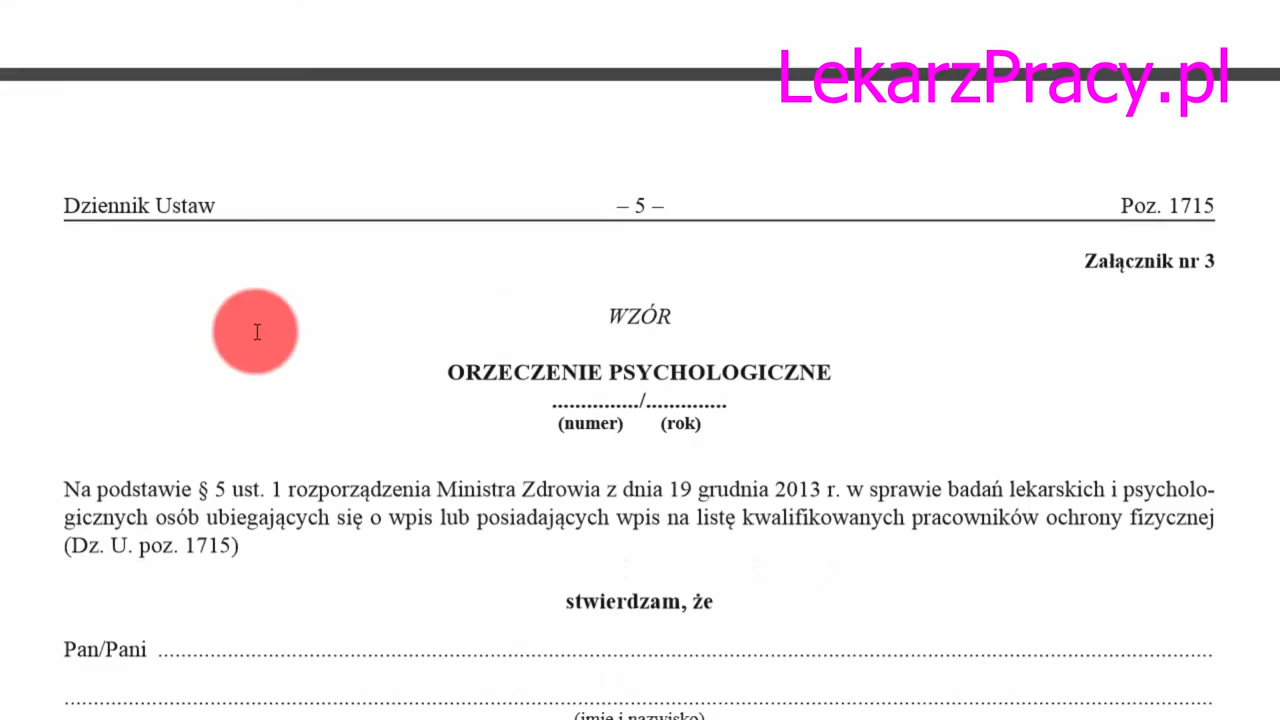 LekarzPracy.pl
Dziennik Ustaw – 5 – Poz. 1715
Załącznik nr 3
WZÓR
ORZECZENIE PSYCHOLOGICZNE
.............../..............
(numer) (rok)
Na podstawie § 5 ust. 1 rozporządzenia Ministra Zdrowia z dnia 19 grudnia 2013 r. w sprawie badań lekarskich i psycholo-
gicznych osób ubiegających się o wpis lub posiadających wpis na listę kwalifikowanych pracowników ochrony fizycznej
(Dz. U. poz. 1715)
stwierdzam, że
Pan/Pani ........................................................................................................................
........................................................................................................................
(imię i nazwisko)